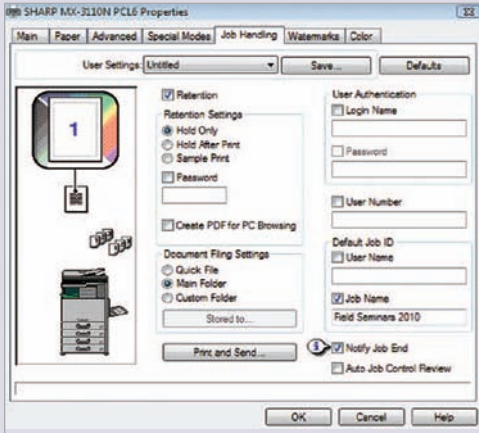 SHARP MX-3110N PCL6 Properties
Main Paper Advanced Special Modes Job Handling Watermarks Color
User Settings: Untitled Save... Defaults
1
Retention
Retention Settings
Hold Only
Hold After Print
Sample Print
Password
Create PDF for PC Browsing
Document Filing Settings
Quick File
Main Folder
Custom Folder
Stored to...
Print and Send...
User Authentication
Login Name
Password
User Number
Default Job ID
User Name
Job Name
Field Seminars 2010
Notify Job End
Auto Job Control Review
OK Cancel Help